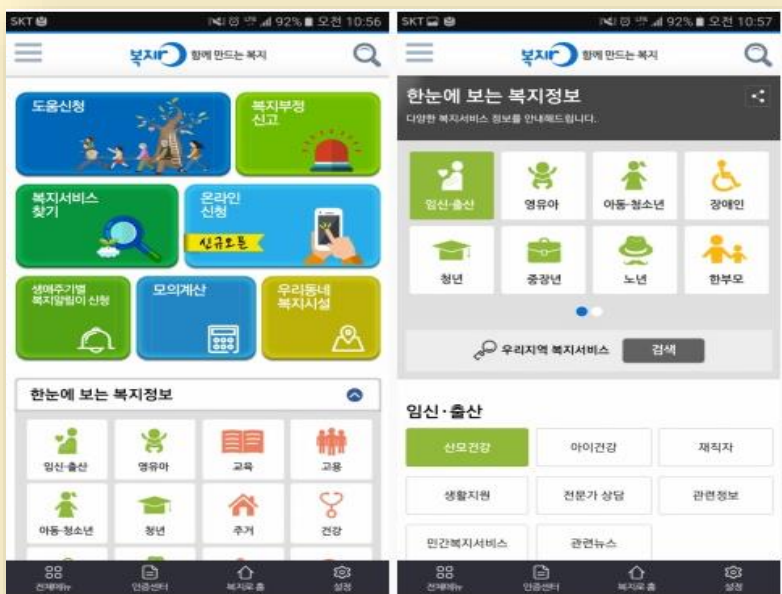 SKT 92% 오전 10:56
복지로 함께 만드는 복지
도움신청
복지부정
신고
복지서비스
찾기
온라인
신청
신규오픈
생애주기별
복지알림이 신청
모의계산
우리동네
복지시설
한눈에 보는 복지정보
임신·출산 영유아 교육 고용
아동·청소년 청년 주거 건강
전체메뉴 인증센터 복지로 홈 설정
SKT 92% 오전 10:57
복지로 함께 만드는 복지
한눈에 보는 복지정보
다양한 복지서비스 정보를 안내해드립니다.
임신·출산 영유아 아동·청소년 장애인
청년 중장년 노년 한부모
우리지역 복지서비스 검색
임신·출산
산모건강 아이건강 재직자
생활지원 전문가 상담 관련정보
민간복지서비스 관련뉴스
전체메뉴 인증센터 복지로 홈 설정